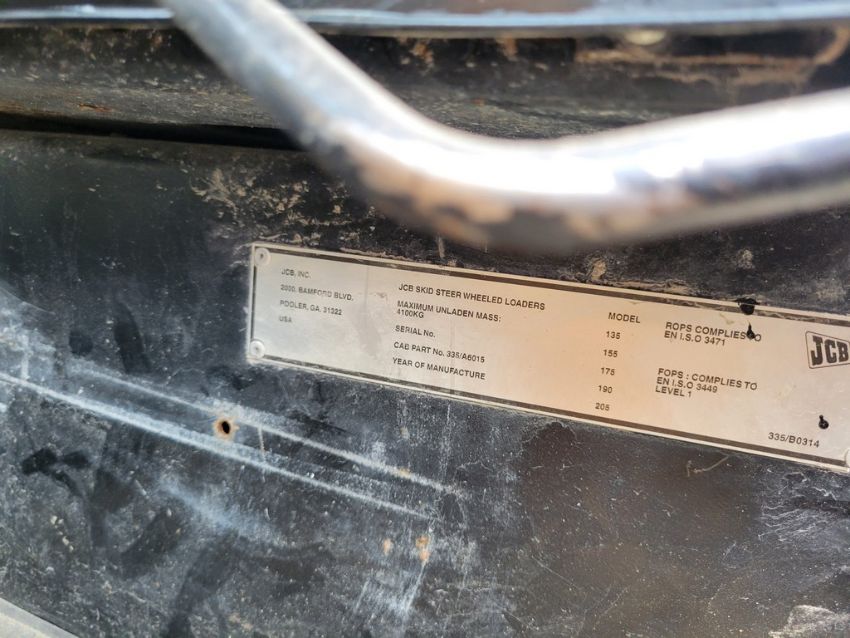 JCB, INC.
2000, BAMFORD BLVD.
POOLER, GA, 31322
USA
JCB SKID STEER WHEELED LOADERS
MAXIMUM UNLADEN MASS:
4100KG
SERIAL No.
CAB PART No. 335/A6015
YEAR OF MANUFACTURE
MODEL
135
155
175
190
205
ROPS COMPLIES TO
EN I.S.O 3471
FOPS : COMPLIES TO
EN I.S.O 3449
LEVEL 1
JCB
335/B0314